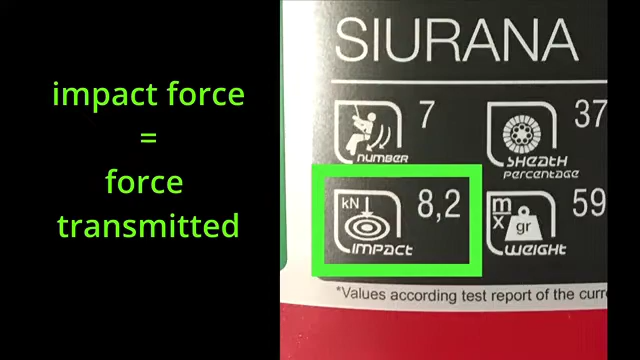 impact force
=
force
transmitted
SIURANA
7
NUMBER
37
SHEATH
PERCENTAGE
kN
8,2
IMPACT
m/x
gr
59
WEIGHT
*Values according test report of the curre